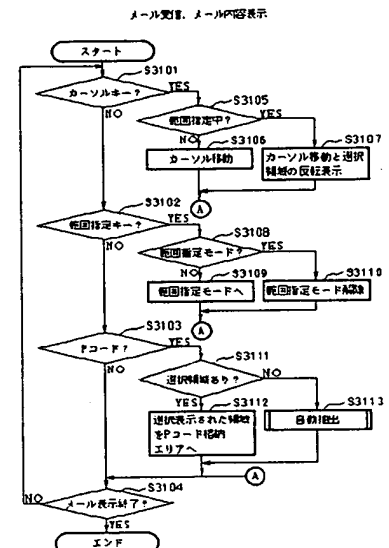 メール受信、メール内容表示
スタート
S3101
カーソルキー?
YES
NO
S3105
範囲指定中?
YES
NO
S3106
カーソル移動
S3107
カーソル移動と選択
領域の反転表示
A
S3102
範囲指定キー?
YES
NO
S3108
範囲指定モード?
YES
NO
S3109
範囲指定モードへ
S3110
範囲指定モード解除
A
S3103
Pコード?
YES
NO
S3111
選択領域あり?
NO
YES
S3112
選択表示された領域
をPコード格納
エリアへ
S3113
自動抽出
A
S3104
メール表示終了?
NO
YES
エンド